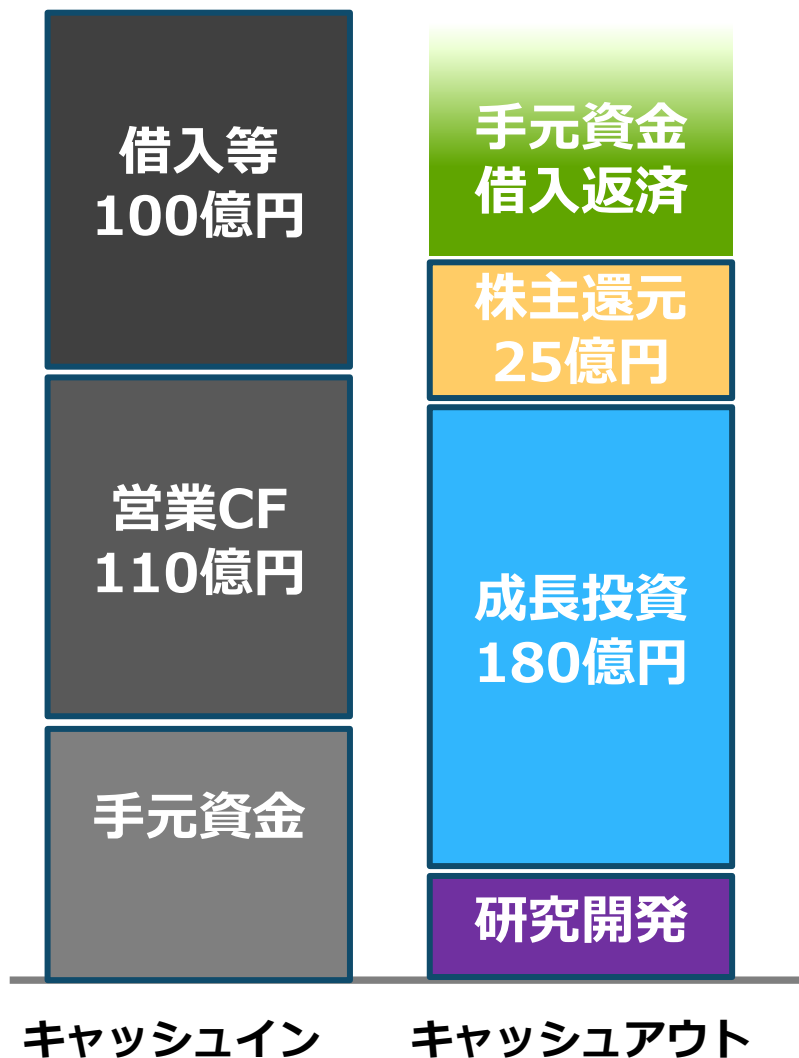 借入等
100億円
営業CF
110億円
手元資金
キャッシュイン
手元資金
借入返済
株主還元
25億円
成長投資
180億円
研究開発
キャッシュアウト